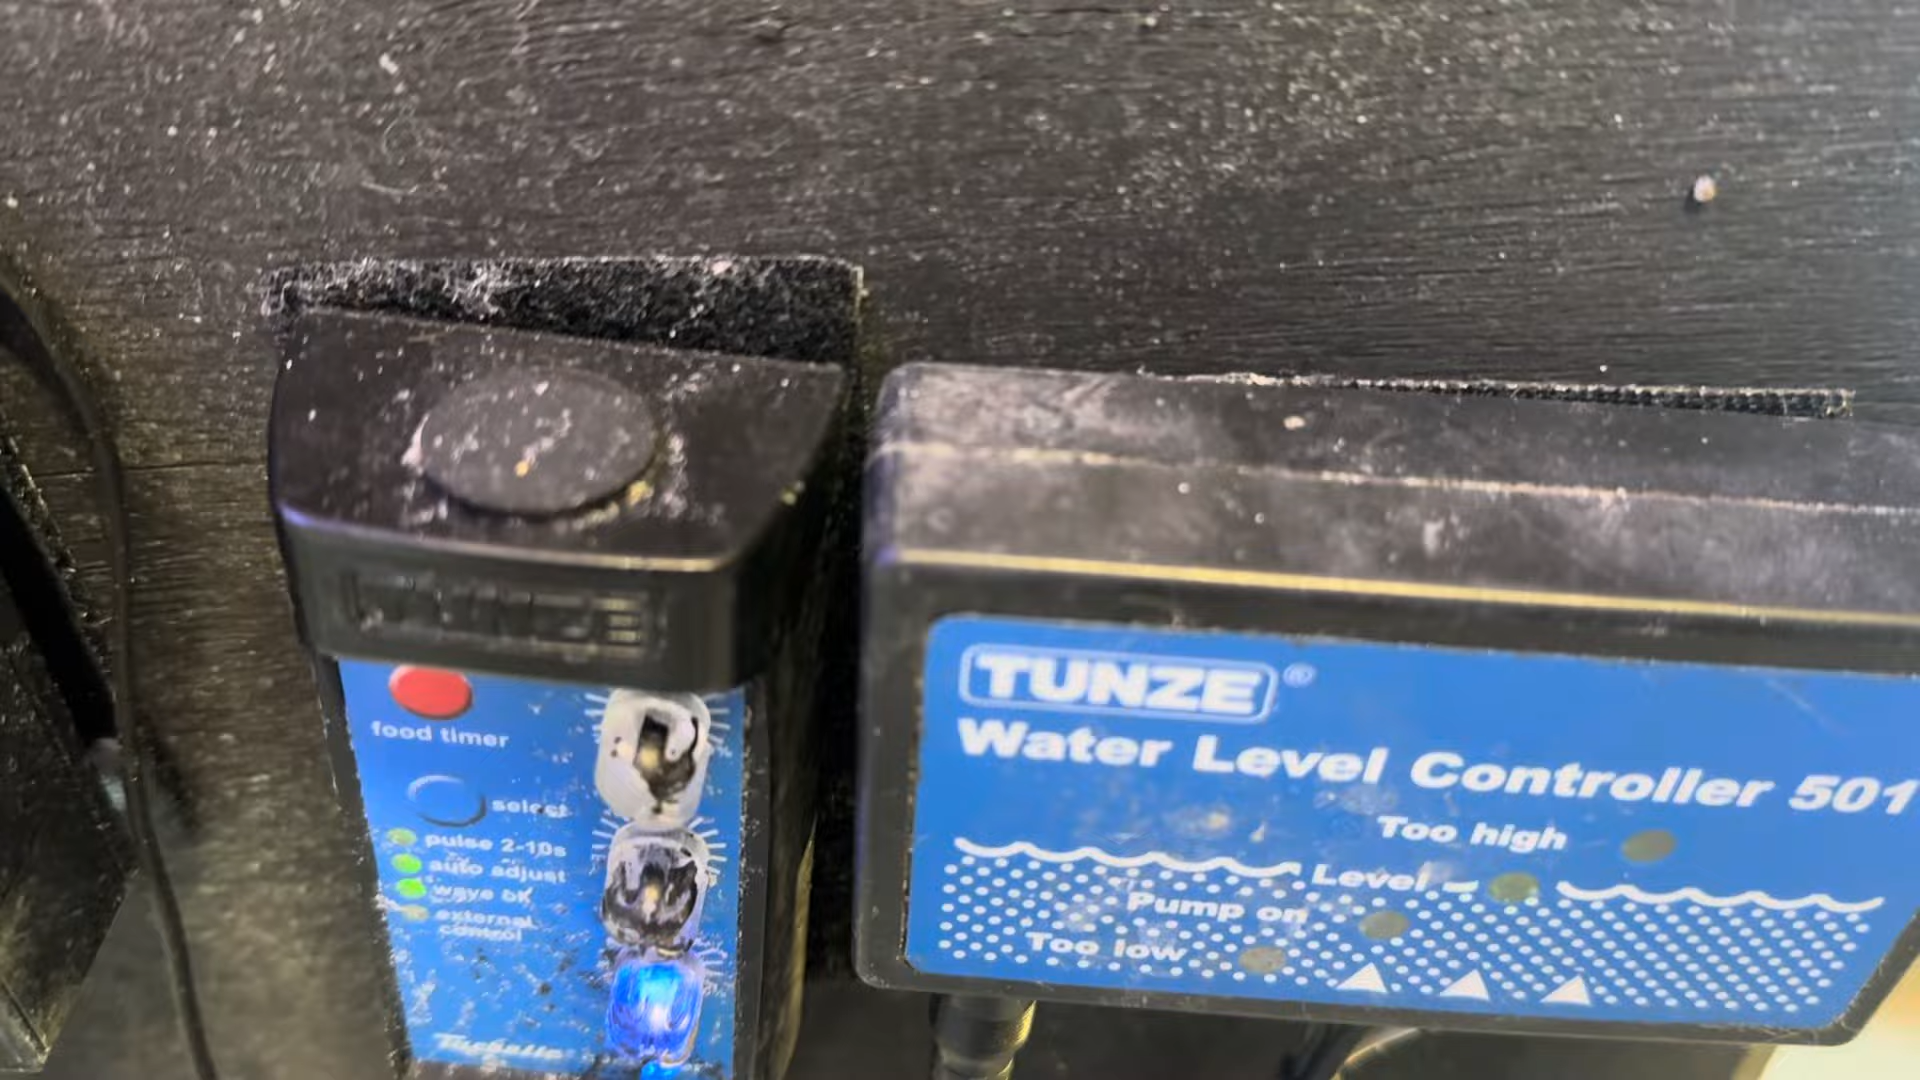 TUNZE
food timer
select
pulse 2-10s
auto adjust
wave ok
external
control
Turbelle
TUNZE®
Water Level Controller 501
Too high
Level
Pump on
Too low